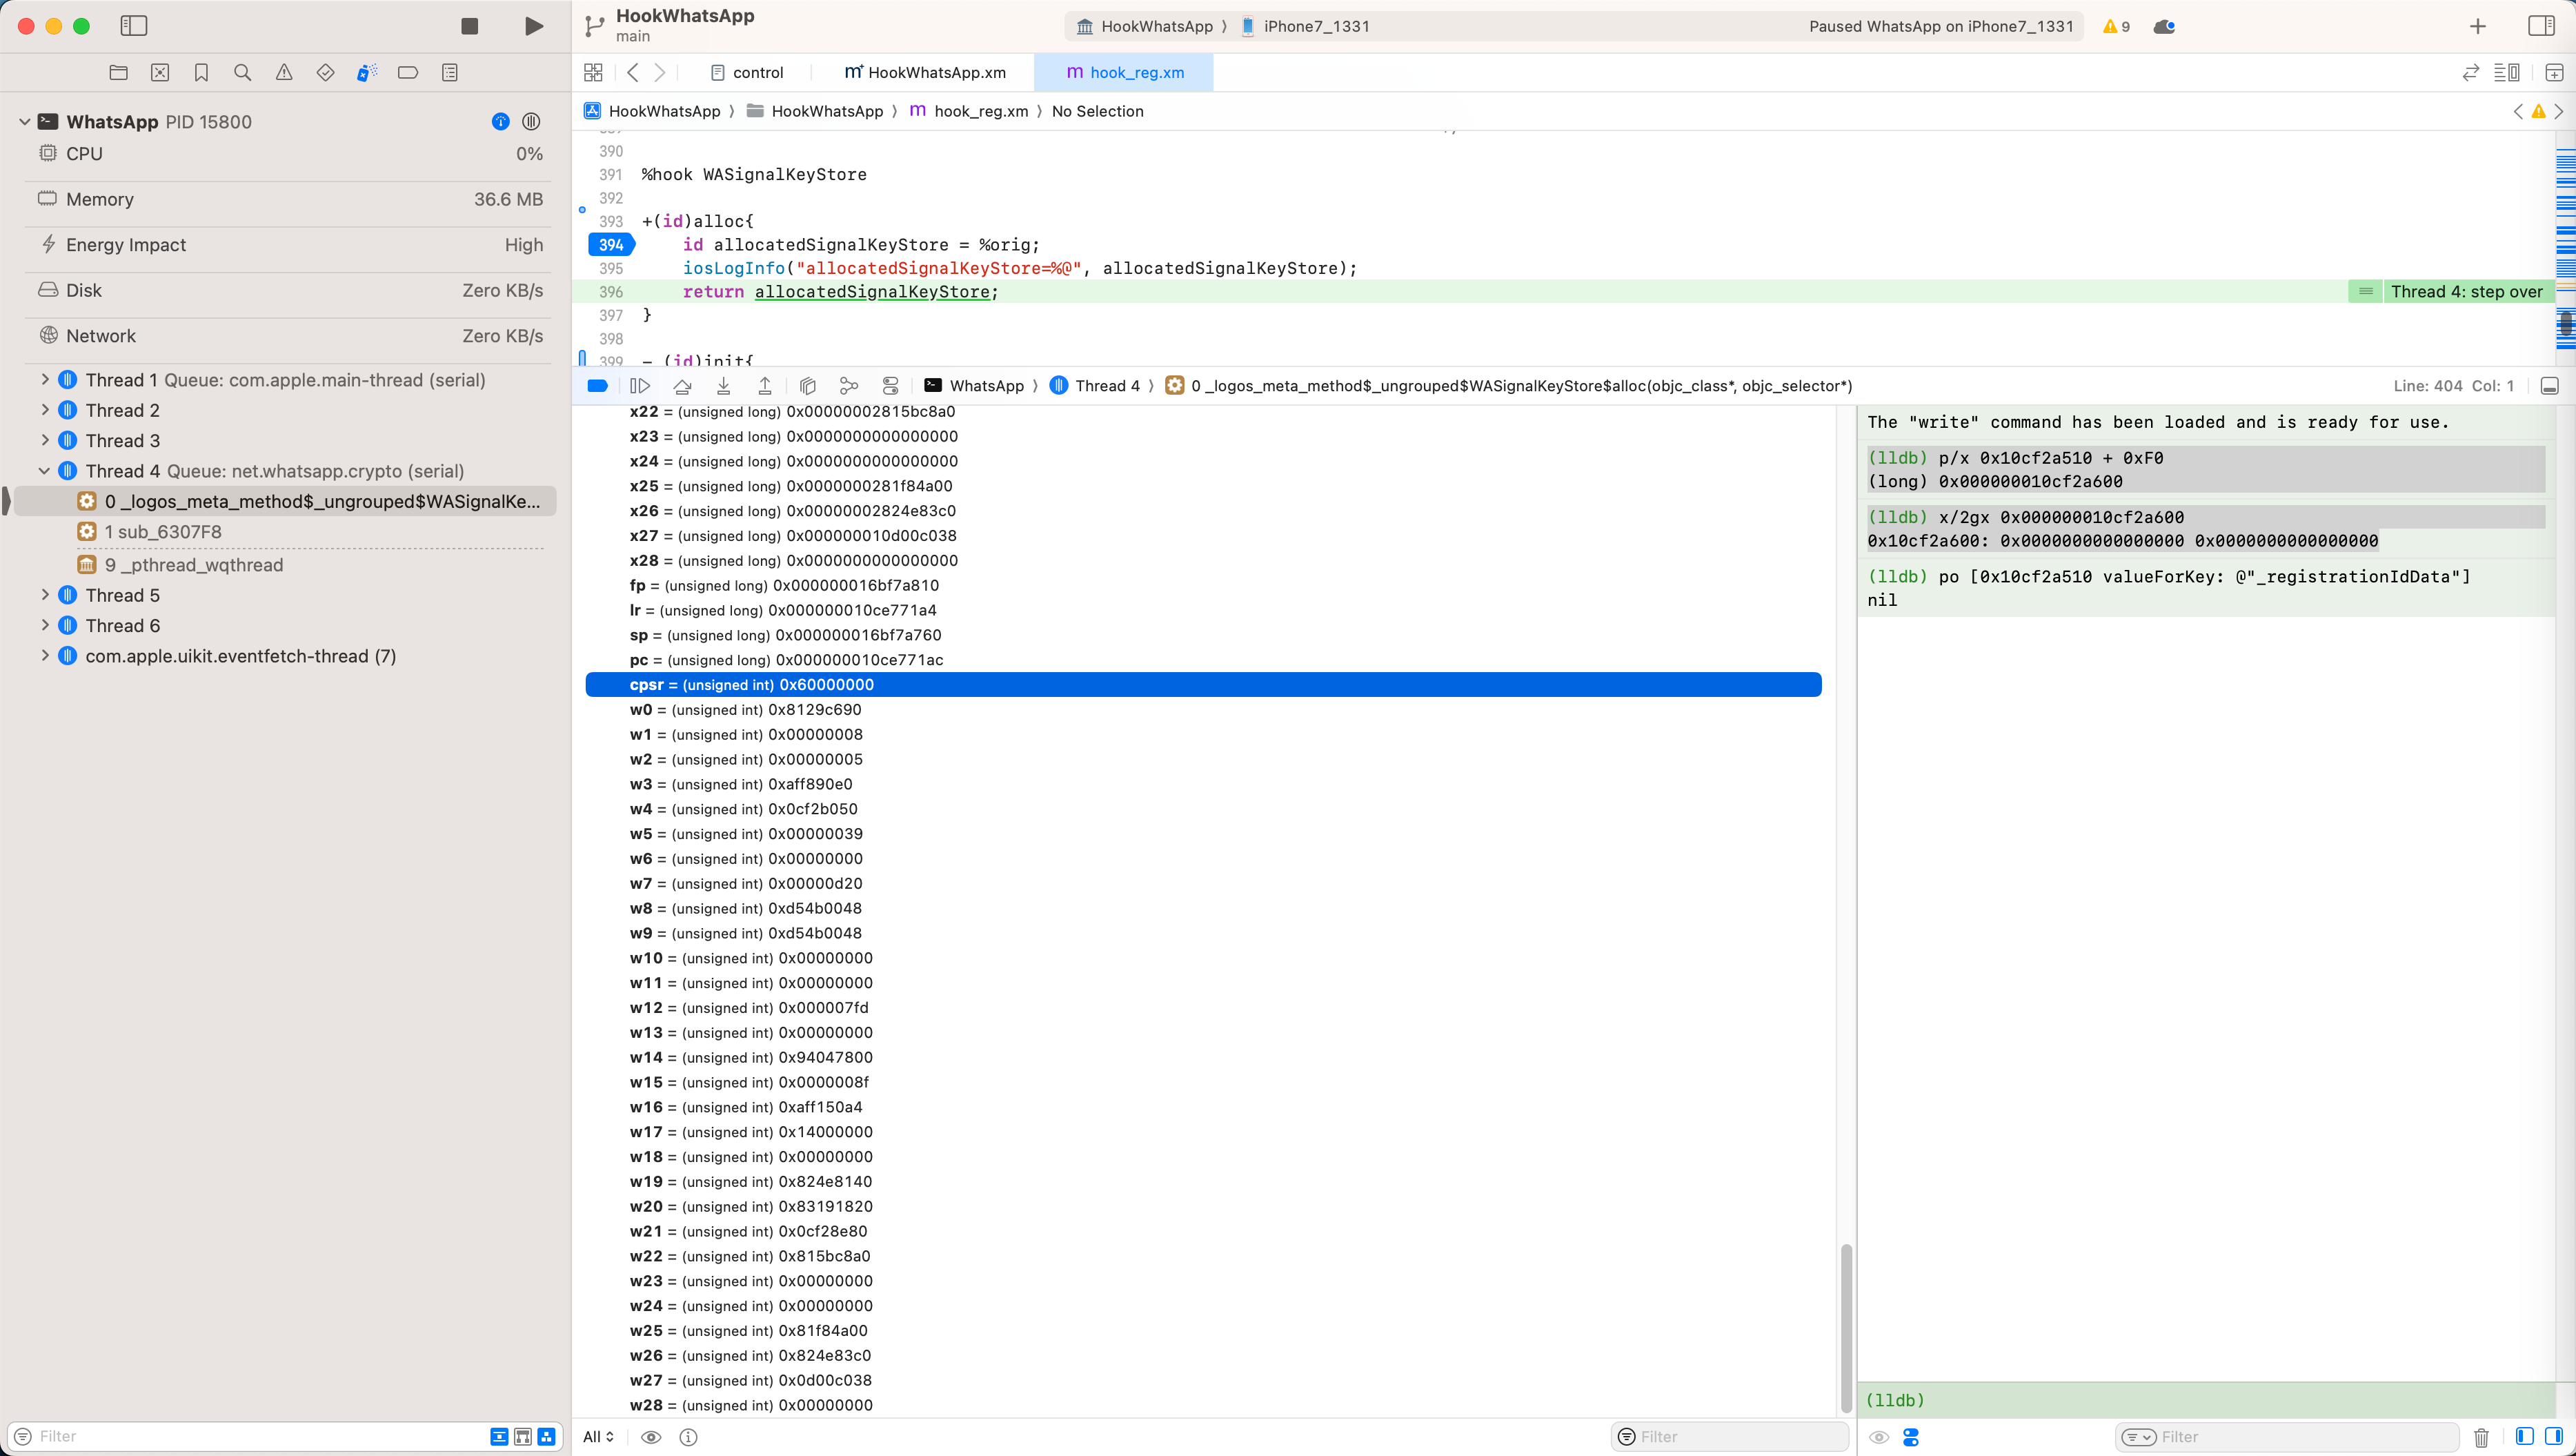 HookWhatsApp
main
HookWhatsApp 〉 iPhone7_1331
Paused WhatsApp on iPhone7_1331
9
control
HookWhatsApp.xm
hook_reg.xm
HookWhatsApp 〉 HookWhatsApp 〉 m hook_reg.xm 〉 No Selection
WhatsApp PID 15800
CPU 0%
Memory 36.6 MB
Energy Impact High
Disk Zero KB/s
Network Zero KB/s
Thread 1 Queue: com.apple.main-thread (serial)
Thread 2
Thread 3
Thread 4 Queue: net.whatsapp.crypto (serial)
0 _logos_meta_method$_ungrouped$WASignalKe...
1 sub_6307F8
9 _pthread_wqthread
Thread 5
Thread 6
com.apple.uikit.eventfetch-thread (7)
Filter
390
391 %hook WASignalKeyStore
392
393 +(id)alloc{
394 id allocatedSignalKeyStore = %orig;
395 iosLogInfo("allocatedSignalKeyStore=%@", allocatedSignalKeyStore);
396 return allocatedSignalKeyStore;
Thread 4: step over
397 }
398
399 - (id)init{
WhatsApp 〉 Thread 4 〉 0 _logos_meta_method$_ungrouped$WASignalKeyStore$alloc(objc_class*, objc_selector*)
Line: 404 Col: 1
x22 = (unsigned long) 0x00000002815bc8a0
x23 = (unsigned long) 0x0000000000000000
x24 = (unsigned long) 0x0000000000000000
x25 = (unsigned long) 0x0000000281f84a00
x26 = (unsigned long) 0x00000002824e83c0
x27 = (unsigned long) 0x000000010d00c038
x28 = (unsigned long) 0x0000000000000000
fp = (unsigned long) 0x000000016bf7a810
lr = (unsigned long) 0x000000010ce771a4
sp = (unsigned long) 0x000000016bf7a760
pc = (unsigned long) 0x000000010ce771ac
cpsr = (unsigned int) 0x60000000
w0 = (unsigned int) 0x8129c690
w1 = (unsigned int) 0x00000008
w2 = (unsigned int) 0x00000005
w3 = (unsigned int) 0xaff890e0
w4 = (unsigned int) 0x0cf2b050
w5 = (unsigned int) 0x00000039
w6 = (unsigned int) 0x00000000
w7 = (unsigned int) 0x00000d20
w8 = (unsigned int) 0xd54b0048
w9 = (unsigned int) 0xd54b0048
w10 = (unsigned int) 0x00000000
w11 = (unsigned int) 0x00000000
w12 = (unsigned int) 0x000007fd
w13 = (unsigned int) 0x00000000
w14 = (unsigned int) 0x94047800
w15 = (unsigned int) 0x0000008f
w16 = (unsigned int) 0xaff150a4
w17 = (unsigned int) 0x14000000
w18 = (unsigned int) 0x00000000
w19 = (unsigned int) 0x824e8140
w20 = (unsigned int) 0x83191820
w21 = (unsigned int) 0x0cf28e80
w22 = (unsigned int) 0x815bc8a0
w23 = (unsigned int) 0x00000000
w24 = (unsigned int) 0x00000000
w25 = (unsigned int) 0x81f84a00
w26 = (unsigned int) 0x824e83c0
w27 = (unsigned int) 0x0d00c038
w28 = (unsigned int) 0x00000000
All
Filter
The "write" command has been loaded and is ready for use.
(lldb) p/x 0x10cf2a510 + 0xF0
(long) 0x000000010cf2a600
(lldb) x/2gx 0x000000010cf2a600
0x10cf2a600: 0x0000000000000000 0x0000000000000000
(lldb) po [0x10cf2a510 valueForKey: @"_registrationIdData"]
nil
(lldb)
Filter